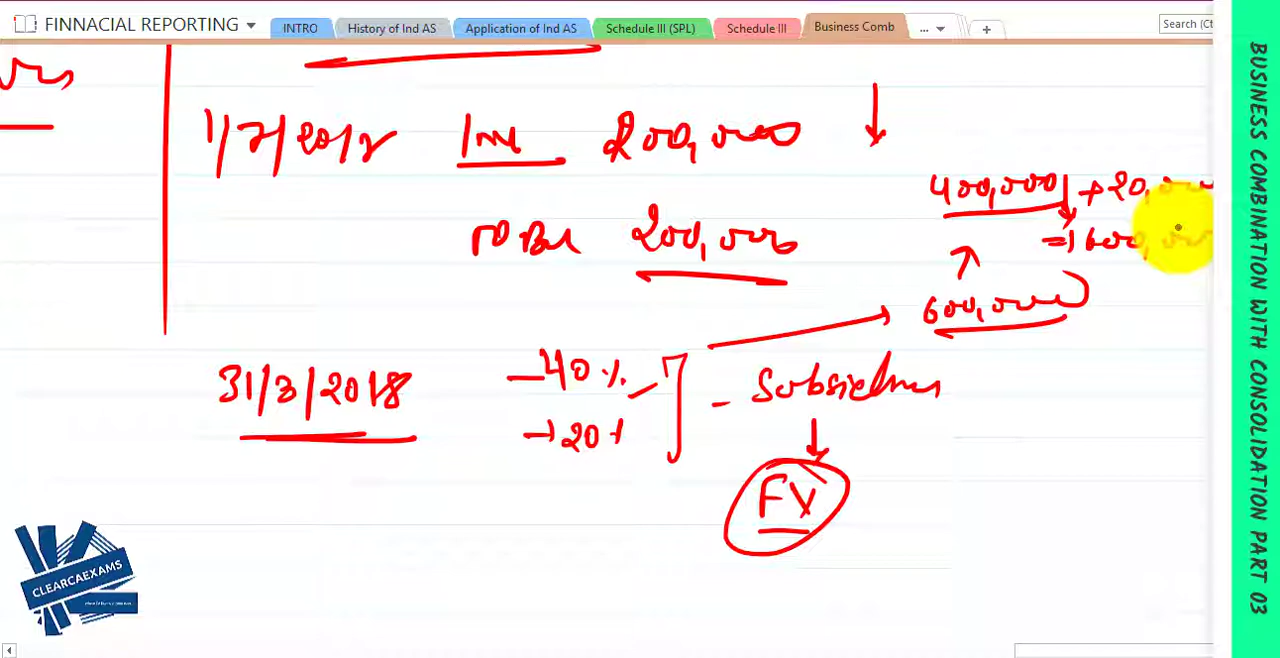 FINNACIAL REPORTING
INTRO
History of Ind AS
Application of Ind AS
Schedule III (SPL)
Schedule III
Business Comb
...
Search (Ct
1/7/2017 Inv 200,000
400,000 + 20,
200,000
=) 600,000
600,000
31/3/2018
- 40 %
→ 20 %
- Subsidiary
FV
CLEARCAEXAMS
BUSINESS COMBINATION WITH CONSOLIDATION PART 03